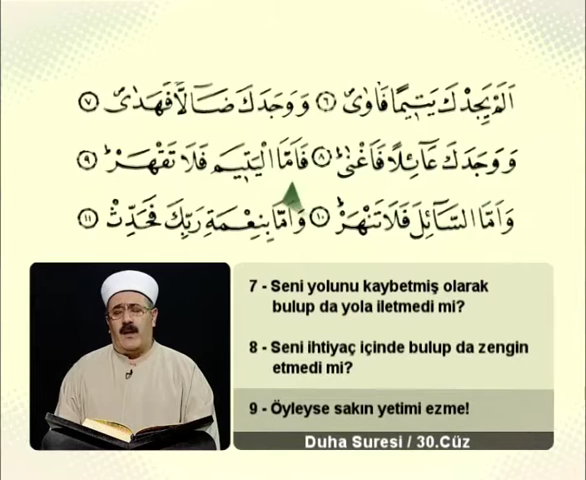 اَلَمْ يَجِدْكَ يَتيمًا فَاٰوٰىۖ ﴿٦﴾ وَوَجَدَكَ ضَٓالًّا فَهَدٰىۖ ﴿٧﴾
وَوَجَدَكَ عَٓائِلًا فَاَغْنٰىۜ ﴿٨﴾ فَاَمَّا الْيَتيمَ فَلَا تَقْهَرْۜ ﴿٩﴾
وَاَمَّا السَّٓائِلَ فَلَا تَنْهَرْۜ ﴿١٠﴾ وَاَمَّا بِنِعْمَةِ رَبِّكَ فَحَدِّثْ ﴿١١﴾
7 - Seni yolunu kaybetmiş olarak
bulup da yola iletmedi mi?
8 - Seni ihtiyaç içinde bulup da zengin
etmedi mi?
9 - Öyleyse sakın yetimi ezme!
Duha Suresi / 30.Cüz